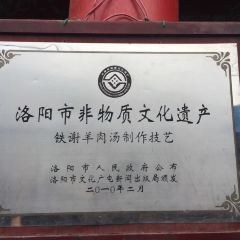 洛阳市非物质文化遗产
铁谢羊肉汤制作技艺
洛阳市人民政府公布
洛阳市文化广电新闻出版局颁发
二〇一〇年二月